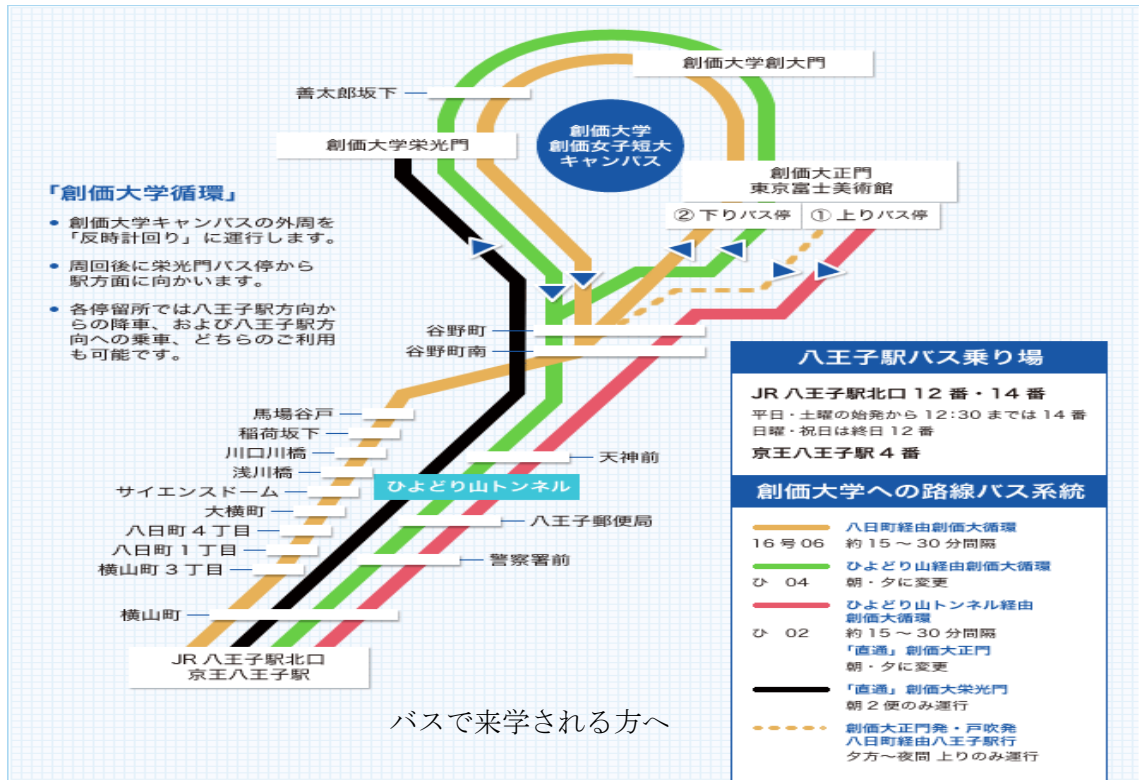 創価大学創大門
善太郎坂下
創価大学
創価女子短大
キャンパス
創価大学栄光門
創価大正門
東京富士美術館
② 下りバス停
① 上りバス停
「創価大学循環」
● 創価大学キャンパスの外周を
「反時計回り」に運行します。
● 周回後に栄光門バス停から
駅方面に向かいます。
● 各停留所では八王子駅方向か
らの降車、および八王子駅方
向への乗車、どちらのご利用
も可能です。
谷野町
谷野町南
馬場谷戸
稲荷坂下
川口川橋
浅川橋
サイエンスドーム
大横町
八日町 4 丁目
八日町 1 丁目
横山町 3 丁目
横山町
天神前
ひよどり山トンネル
八王子郵便局
警察署前
JR 八王子駅北口
京王八王子駅
バスで来学される方へ
八王子駅バス乗り場
JR 八王子駅北口 12 番・14 番
平日・土曜の始発から 12:30 までは 14 番
日曜・祝日は終日 12 番
京王八王子駅 4 番
創価大学への路線バス系統
八日町経由創価大循環
16 号 06 約 15 ~ 30 分間隔
ひよどり山経由創価大循環
ひ 04 朝・夕に変更
ひよどり山トンネル経由
創価大循環
ひ 02 約 15 ~ 30 分間隔
「直通」創価大正門
朝・夕に変更
「直通」創価大栄光門
朝 2 便のみ運行
創価大正門発・戸吹発
八日町経由八王子駅行
夕方~夜間 上りのみ運行